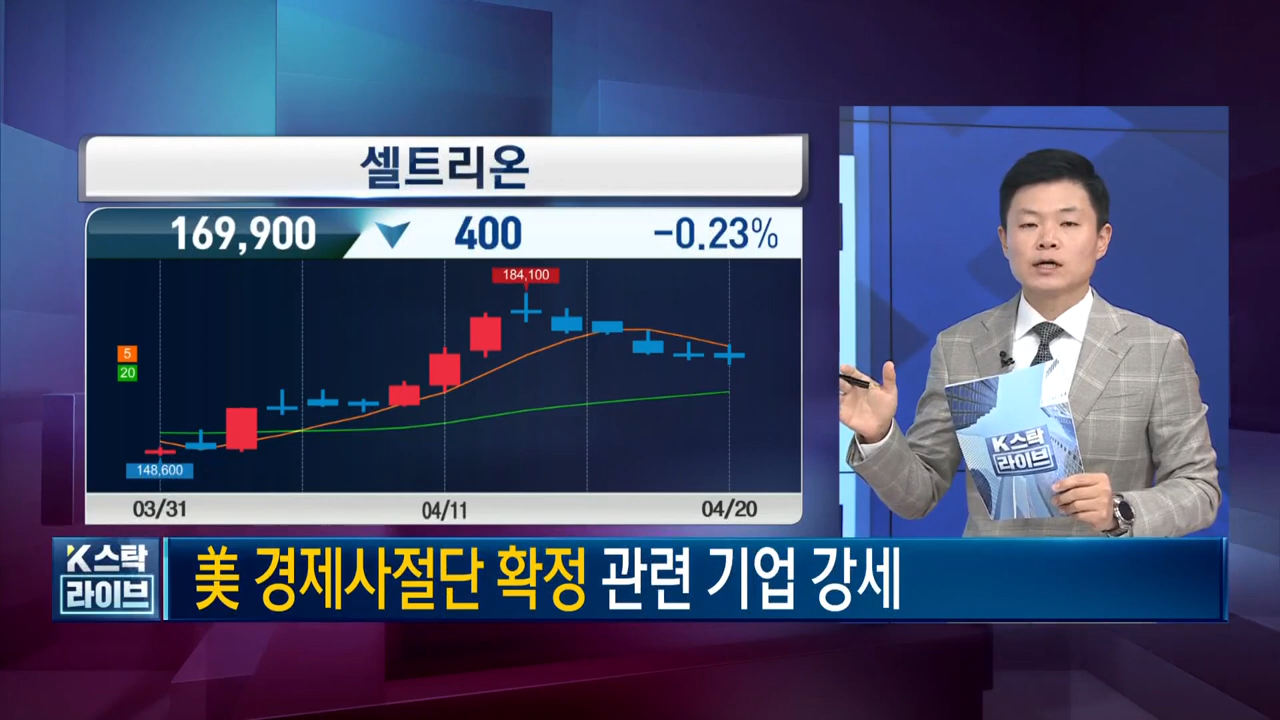 셀트리온
169,900 ▼ 400 -0.23%
184,100
5
20
148,600
03/31 04/11 04/20
K스탁
라이브
K스탁
라이브
美 경제사절단 확정 관련 기업 강세